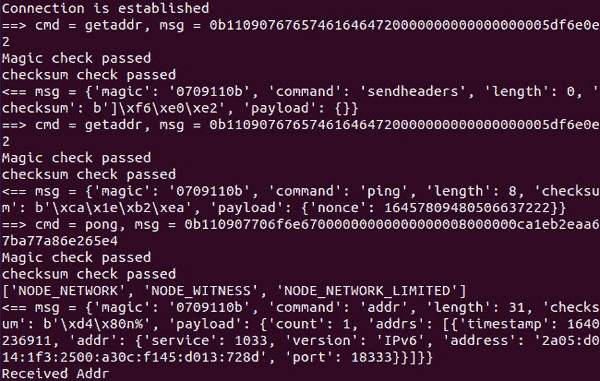 Connection is established
==> cmd = getaddr, msg = 0b110907676574616464720000000000000000000005df6e0e
2
Magic check passed
checksum check passed
<== msg = {'magic': '0709110b', 'command': 'sendheaders', 'length': 0, '
checksum': b']\xf6\xe0\xe2', 'payload': {}}
==> cmd = getaddr, msg = 0b110907676574616464720000000000000000000005df6e0e
2
Magic check passed
checksum check passed
<== msg = {'magic': '0709110b', 'command': 'ping', 'length': 8, 'checksu
m': b'\xca\x1e\xb2\xea', 'payload': {'nonce': 16457809480506637222}}
==> cmd = pong, msg = 0b110907706f6e67000000000000000008000000ca1eb2eaa6
7ba77a86e265e4
Magic check passed
checksum check passed
['NODE_NETWORK', 'NODE_WITNESS', 'NODE_NETWORK_LIMITED']
<== msg = {'magic': '0709110b', 'command': 'addr', 'length': 31, 'checks
um': b'\xd4\x80n%', 'payload': {'count': 1, 'addrs': [{'timestamp': 1640
236911, 'addr': {'service': 1033, 'version': 'IPv6', 'address': '2a05:d0
14:1f3:2500:a30c:f145:d013:728d', 'port': 18333}}]}}
Received Addr